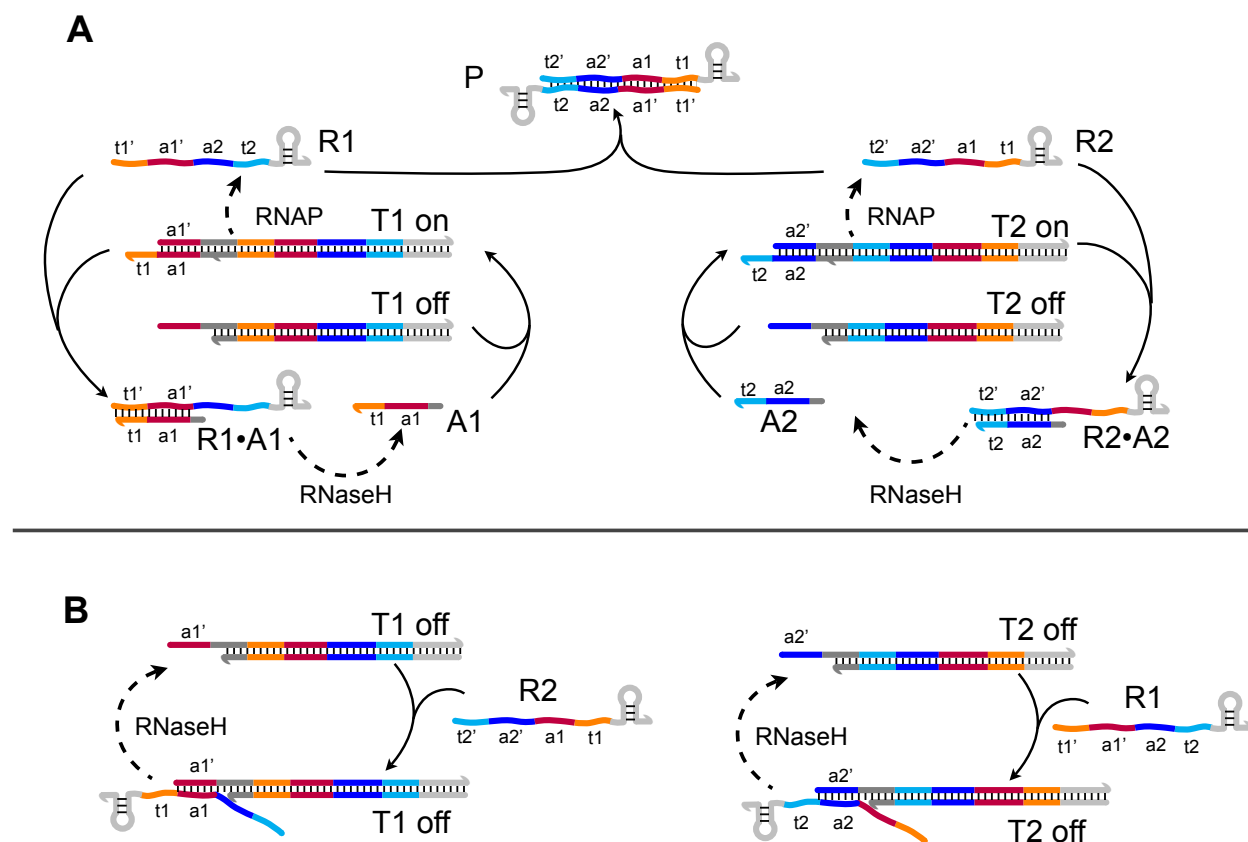 A
t2' a2' a1 t1
P
t2 a2 a1' t1'
t1' a1' a2 t2
R1
t2' a2' a1 t1
R2
RNAP
RNAP
a1'
T1 on
t1 a1
a2'
T2 on
t2 a2
T1 off
T2 off
t1' a1'
t1 a1
R1•A1
t1 a1
A1
RNaseH
t2 a2
A2
t2' a2'
t2 a2
R2•A2
RNaseH
B
a1'
T1 off
R2
t2' a2' a1 t1
RNaseH
a1'
t1 a1
T1 off
a2'
T2 off
R1
t1' a1' a2 t2
RNaseH
a2'
t2 a2
T2 off